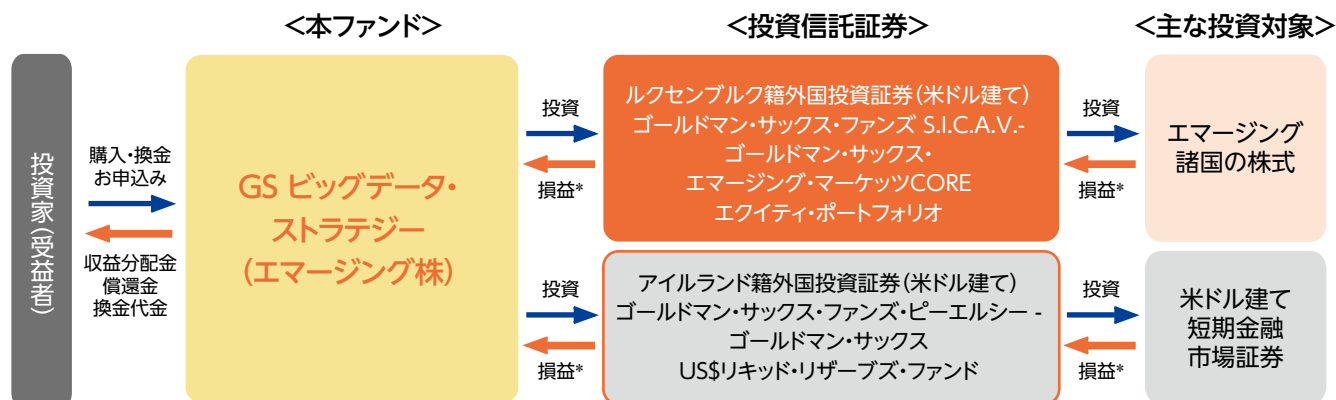 <本ファンド>
<投資信託証券>
<主な投資対象>
投資家(受益者)
購入・換金
お申込み
収益分配金
償還金
換金代金
GS ビッグデータ・
ストラテジー
(エマージング株)
投資
損益*
ルクセンブルク籍外国投資証券(米ドル建て)
ゴールドマン・サックス・ファンズ S.I.C.A.V.-
ゴールドマン・サックス・
エマージング・マーケッツCORE
エクイティ・ポートフォリオ
投資
損益*
エマージング
諸国の株式
投資
損益*
アイルランド籍外国投資証券(米ドル建て)
ゴールドマン・サックス・ファンズ・ピーエルシー -
ゴールドマン・サックス
US$リキッド・リザーブズ・ファンド
投資
損益*
米ドル建て
短期金融
市場証券